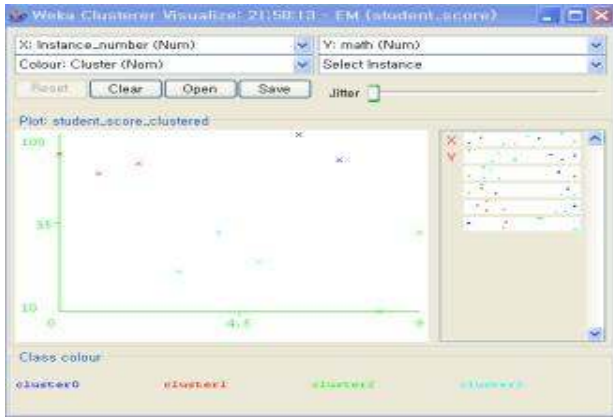 Weka Clusterer Visualize: 21:50:13 - EM (student_score)
X: Instance_number (Num) Y: math (Num)
Colour: Cluster (Nom) Select Instance
Reset Clear Open Save Jitter
Plot: student_score_clustered
100
X
Y
55
10
0 4.5 9
Class colour
cluster0 cluster1 cluster2 cluster3